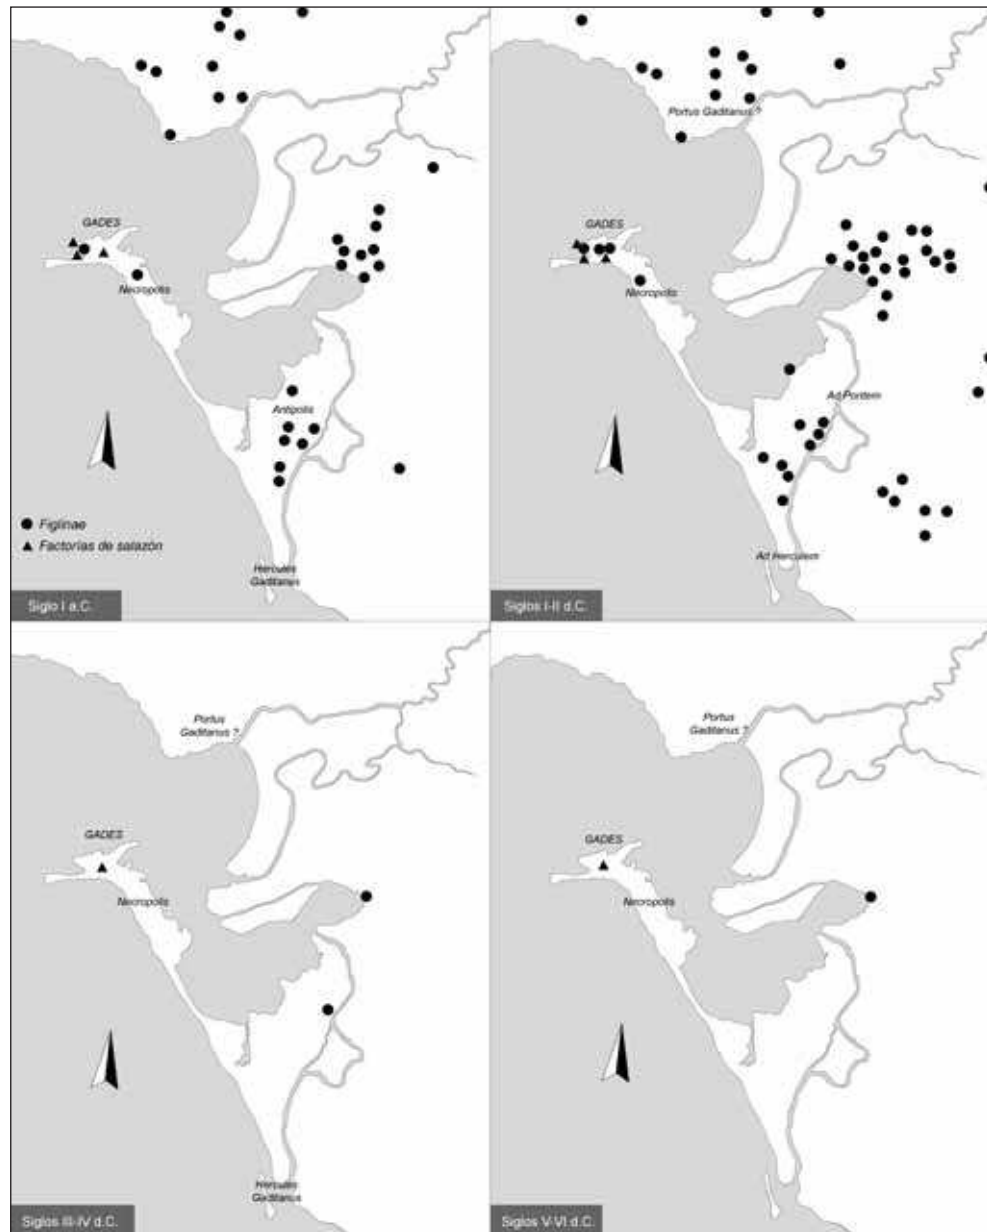 GADES
Necropolis
Antipolis
Figlinae
Factorías de salazón
Hercules
Gaditanus
Siglo I a.C.
Portus Gaditanus ?
GADES
Necropolis
Ad Pontem
Ad Herculem
Siglos I-II d.C.
Portus
Gaditanus ?
GADES
Necropolis
Hercules
Gaditanus
Siglos III-IV d.C.
Portus
Gaditanus ?
GADES
Necropolis
Siglos V-VI d.C.